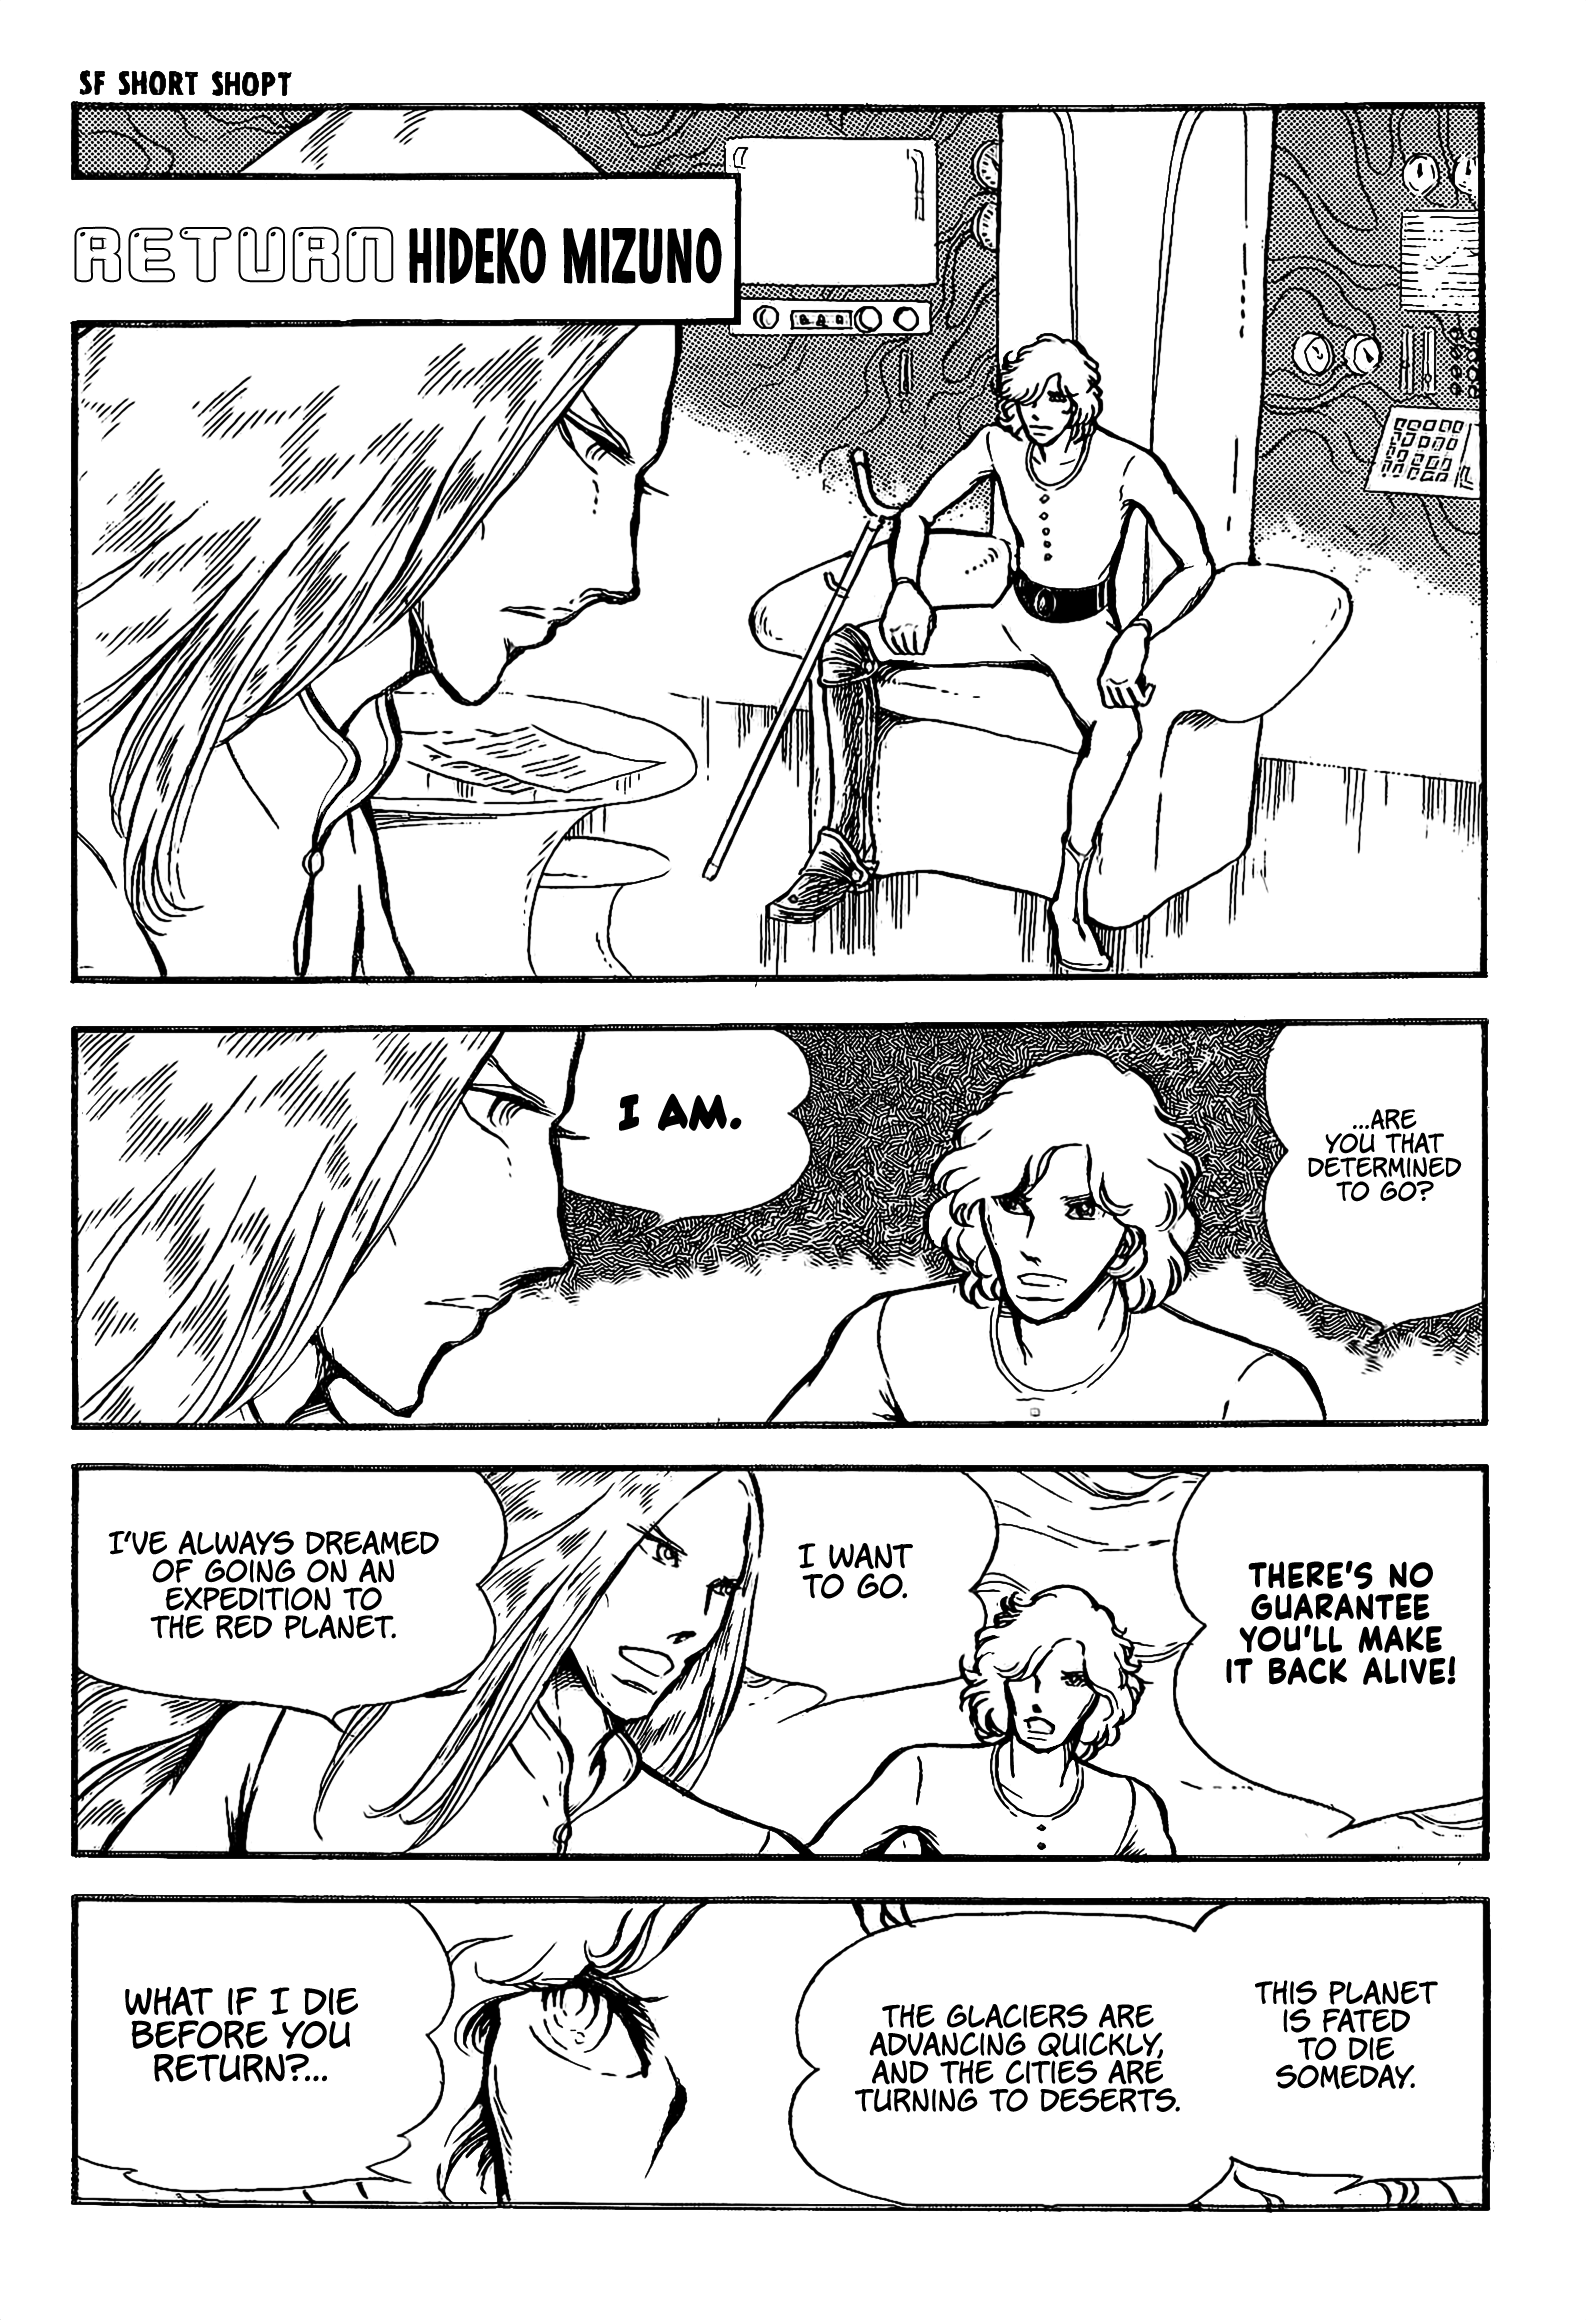 SF SHORT SHOPT
RETURN HIDEKO MIZUNO
...ARE
YOU THAT
DETERMINED
TO GO?
I AM.
THERE'S NO
GUARANTEE
YOU'LL MAKE
IT BACK ALIVE!
I WANT
TO GO.
I'VE ALWAYS DREAMED
OF GOING ON AN
EXPEDITION TO
THE RED PLANET.
THIS PLANET
IS FATED
TO DIE
SOMEDAY.
THE GLACIERS ARE
ADVANCING QUICKLY,
AND THE CITIES ARE
TURNING TO DESERTS.
WHAT IF I DIE
BEFORE YOU
RETURN?...